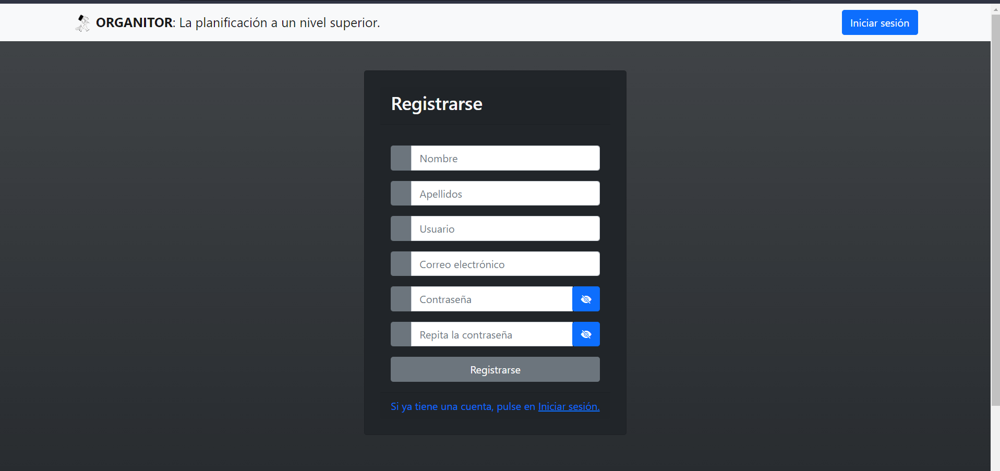 ORGANITOR: La planificación a un nivel superior.
Iniciar sesión
Registrarse
Nombre
Apellidos
Usuario
Correo electrónico
Contraseña
Repita la contraseña
Registrarse
Si ya tiene una cuenta, pulse en Iniciar sesión.